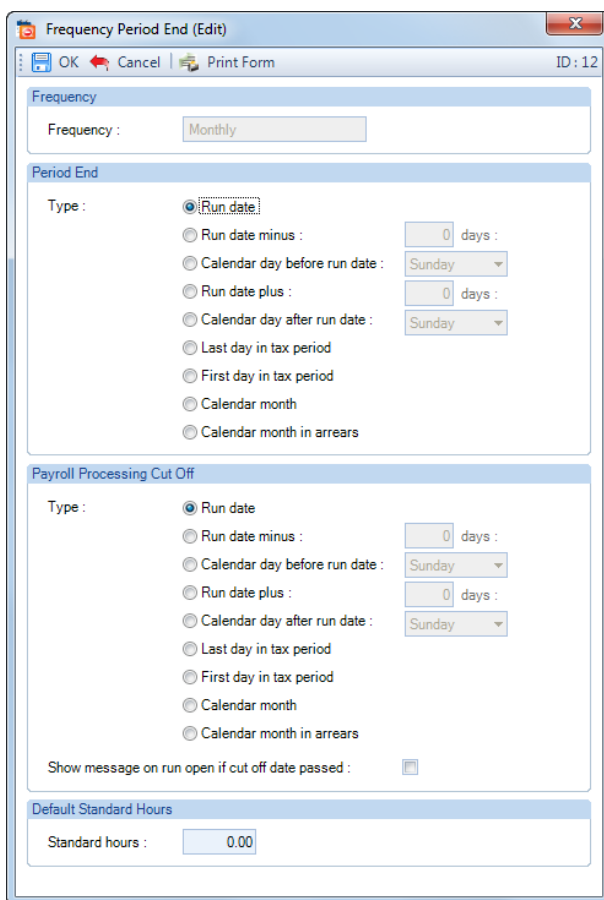 Frequency Period End (Edit)
OK Cancel Print Form ID : 12
Frequency
Frequency : Monthly
Period End
Type : Run date
Run date minus : 0 days :
Calendar day before run date : Sunday
Run date plus : 0 days :
Calendar day after run date : Sunday
Last day in tax period
First day in tax period
Calendar month
Calendar month in arrears
Payroll Processing Cut Off
Type : Run date
Run date minus : 0 days :
Calendar day before run date : Sunday
Run date plus : 0 days :
Calendar day after run date : Sunday
Last day in tax period
First day in tax period
Calendar month
Calendar month in arrears
Show message on run open if cut off date passed :
Default Standard Hours
Standard hours : 0.00